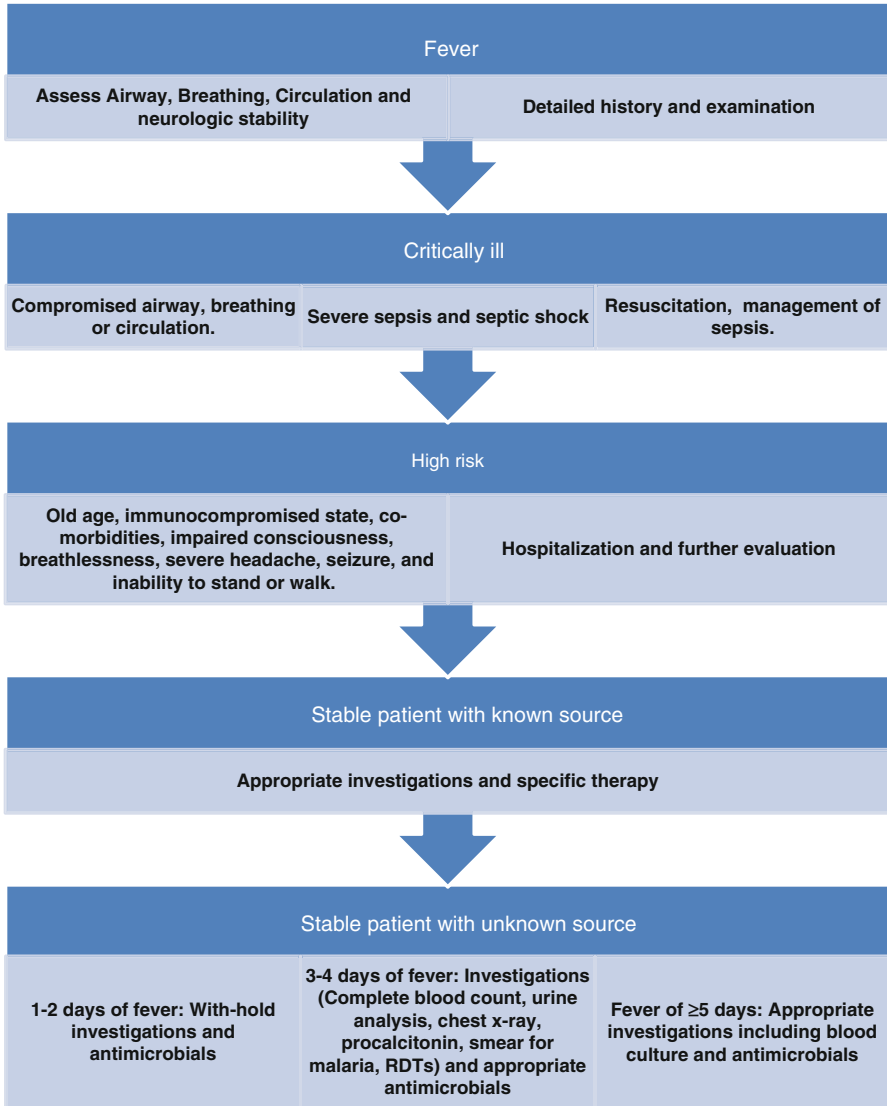 Fever
Assess Airway, Breathing, Circulation and
neurologic stability
Detailed history and examination
Critically ill
Compromised airway, breathing
or circulation.
Severe sepsis and septic shock
Resuscitation, management of
sepsis.
High risk
Old age, immunocompromised state, co-
morbidities, impaired consciousness,
breathlessness, severe headache, seizure, and
inability to stand or walk.
Hospitalization and further evaluation
Stable patient with known source
Appropriate investigations and specific therapy
Stable patient with unknown source
1-2 days of fever: With-hold
investigations and
antimicrobials
3-4 days of fever: Investigations
(Complete blood count, urine
analysis, chest x-ray,
procalcitonin, smear for
malaria, RDTs) and appropriate
antimicrobials
Fever of ≥5 days: Appropriate
investigations including blood
culture and antimicrobials